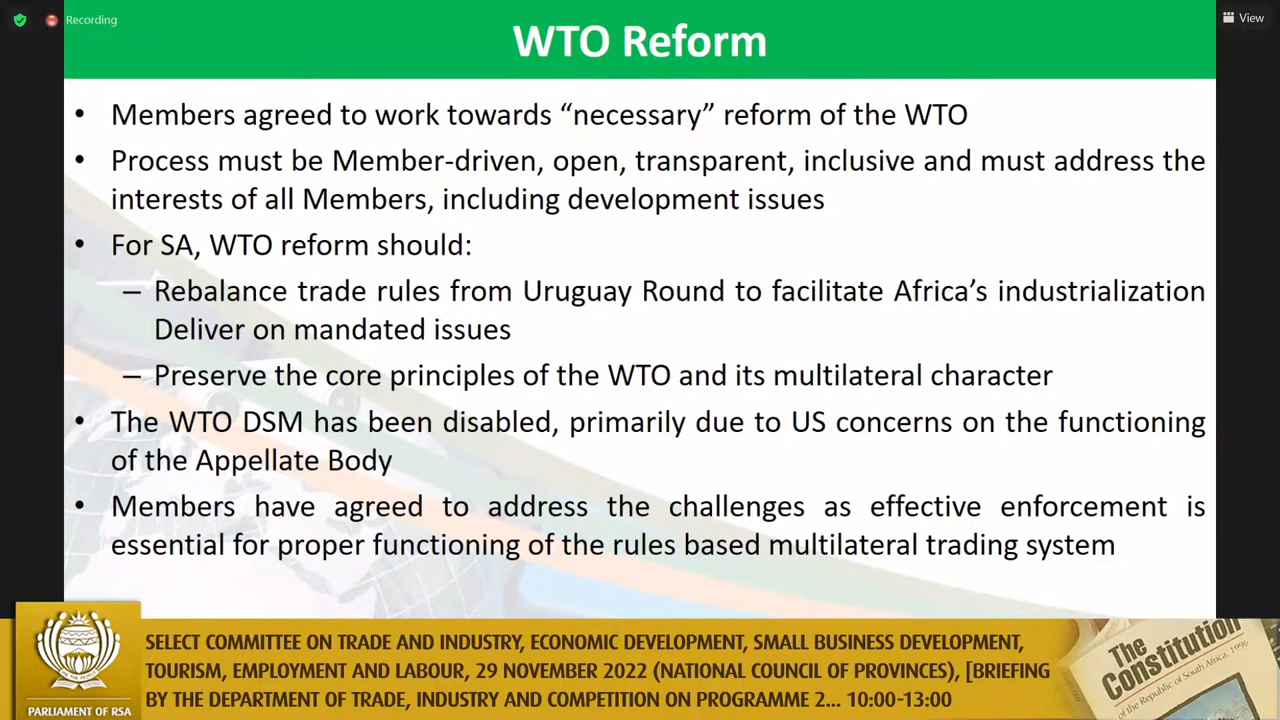 Recording
View
WTO Reform
• Members agreed to work towards “necessary” reform of the WTO
• Process must be Member-driven, open, transparent, inclusive and must address the
interests of all Members, including development issues
• For SA, WTO reform should:
– Rebalance trade rules from Uruguay Round to facilitate Africa’s industrialization
Deliver on mandated issues
– Preserve the core principles of the WTO and its multilateral character
• The WTO DSM has been disabled, primarily due to US concerns on the functioning
of the Appellate Body
• Members have agreed to address the challenges as effective enforcement is
essential for proper functioning of the rules based multilateral trading system
SELECT COMMITTEE ON TRADE AND INDUSTRY, ECONOMIC DEVELOPMENT, SMALL BUSINESS DEVELOPMENT,
TOURISM, EMPLOYMENT AND LABOUR, 29 NOVEMBER 2022 (NATIONAL COUNCIL OF PROVINCES), [BRIEFING
BY THE DEPARTMENT OF TRADE, INDUSTRY AND COMPETITION ON PROGRAMME 2... 10:00-13:00
PARLIAMENT OF RSA
The
Constitution
of the Republic of South Africa, 1996